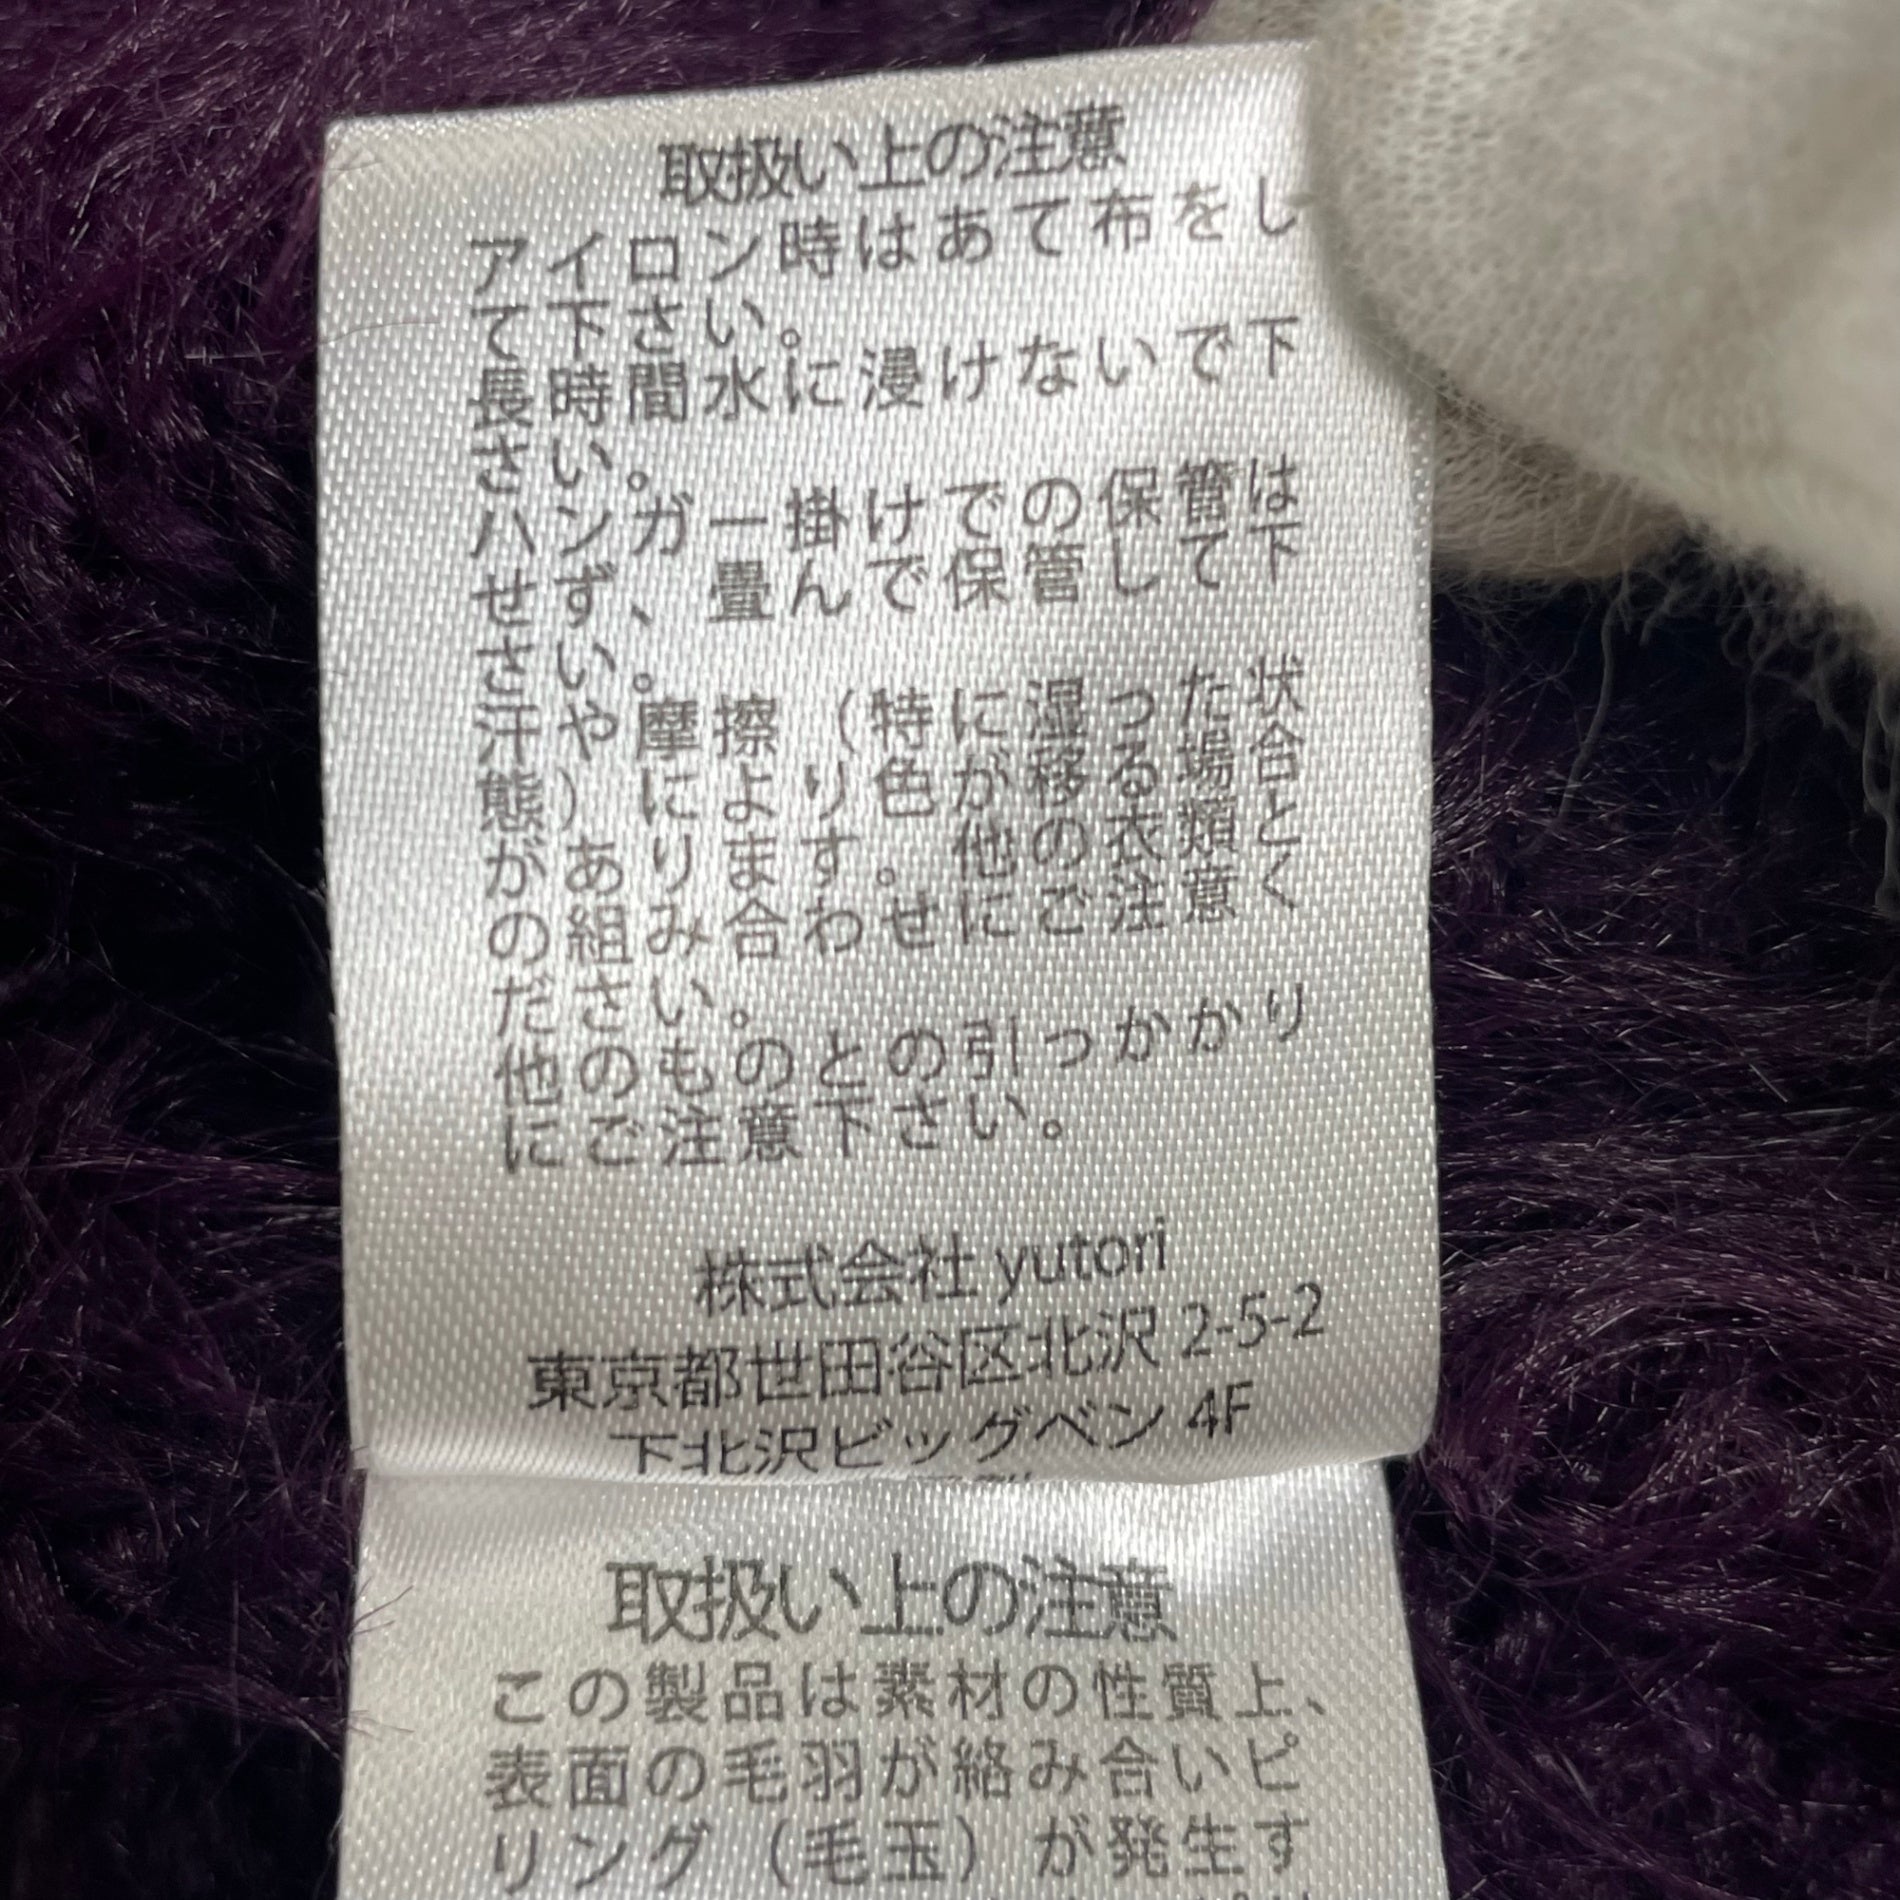 取扱い上の注意
アイロン時はあて布をし
て下さい。
長時間水に浸けないで下
さい。
ハンガー掛けでの保管は
せず、畳んで保管して下
さい。
汗や摩擦（特に湿った状
態）により色が移る場合
があります。他の衣類と
の組み合わせにご注意く
ださい。
他のものとの引っかかり
にご注意下さい。
株式会社yutori
東京都世田谷区北沢2-5-2
下北沢ビッグベン4F
取扱い上の注意
この製品は素材の性質上、
表面の毛羽が絡み合いピ
リング（毛玉）が発生す